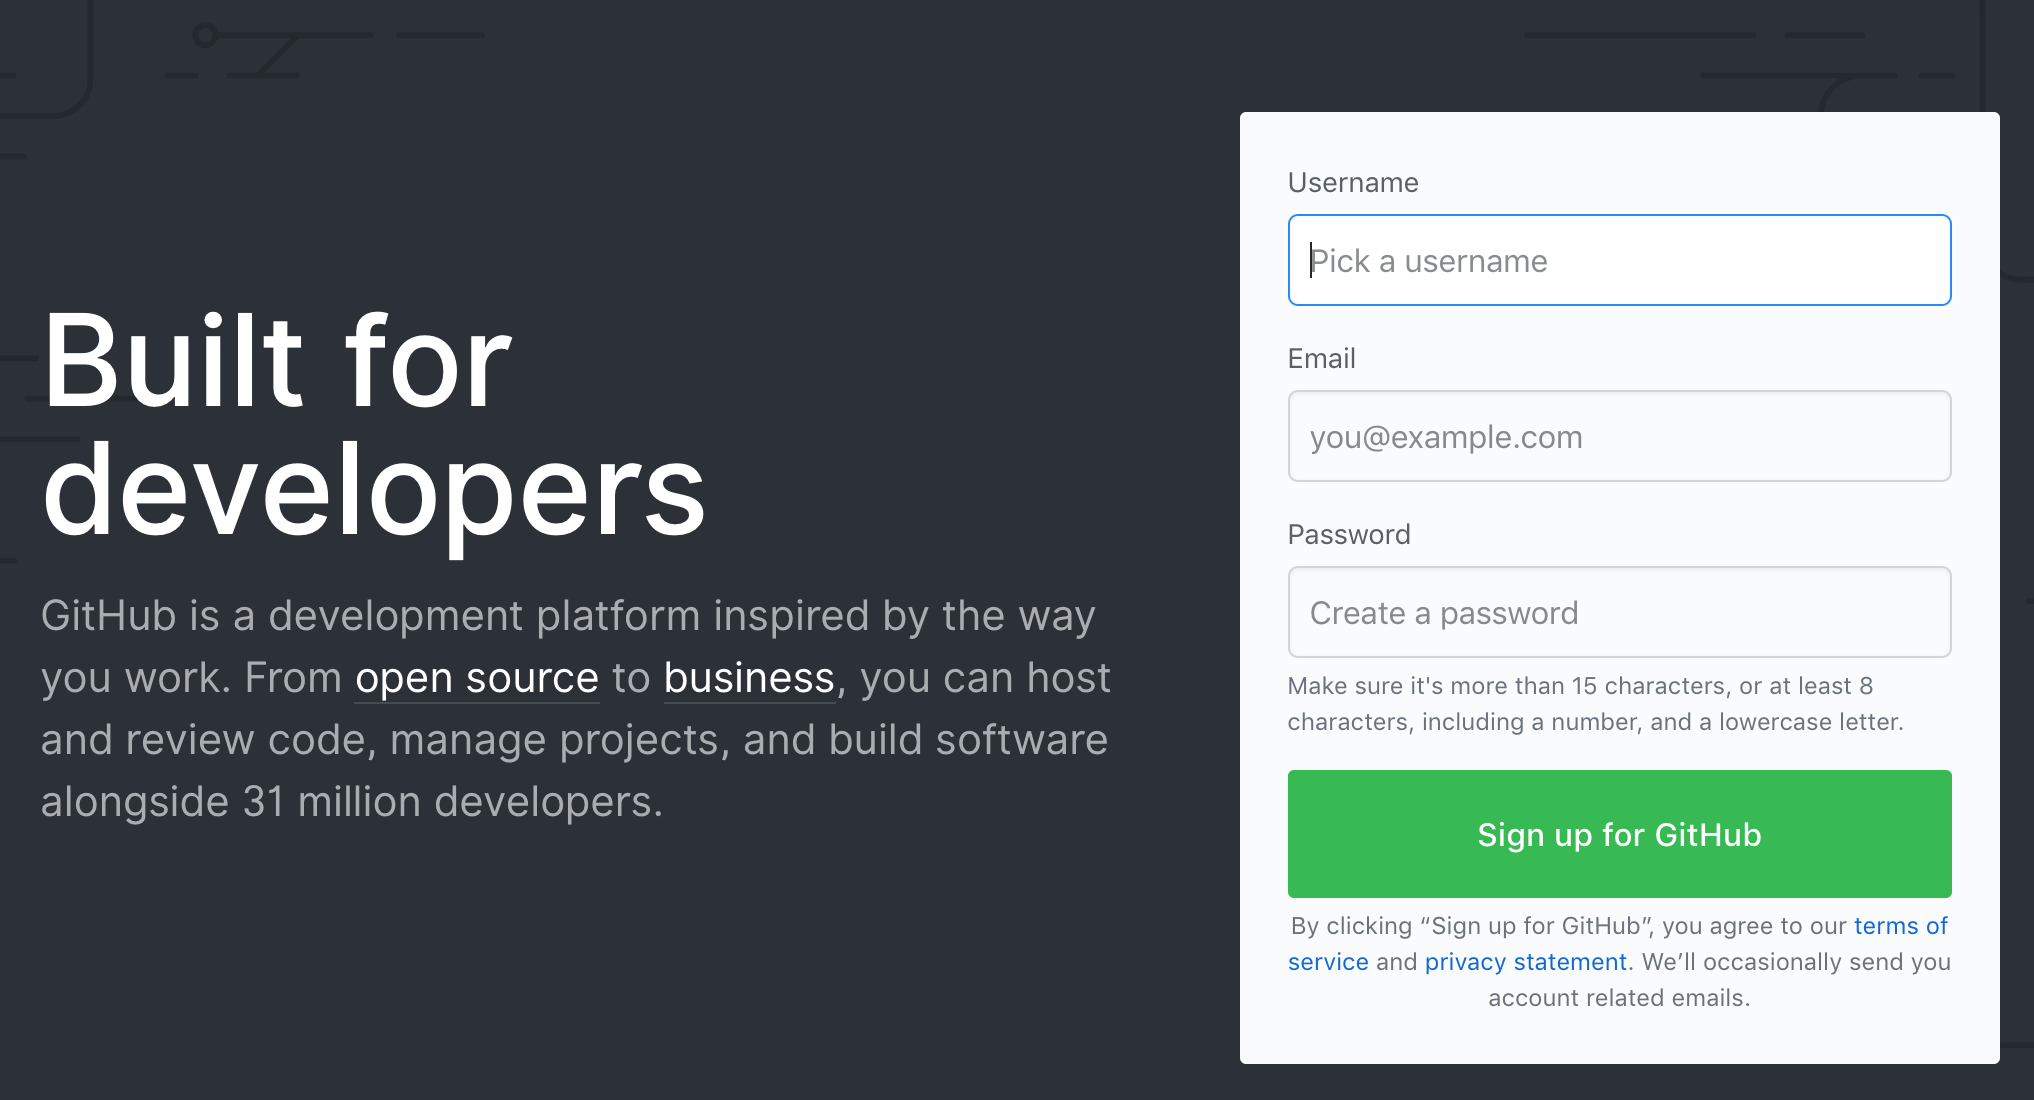 Built for
developers
GitHub is a development platform inspired by the way
you work. From open source to business, you can host
and review code, manage projects, and build software
alongside 31 million developers.
Username
Pick a username
Email
you@example.com
Password
Create a password
Make sure it's more than 15 characters, or at least 8
characters, including a number, and a lowercase letter.
Sign up for GitHub
By clicking “Sign up for GitHub”, you agree to our terms of
service and privacy statement. We’ll occasionally send you
account related emails.